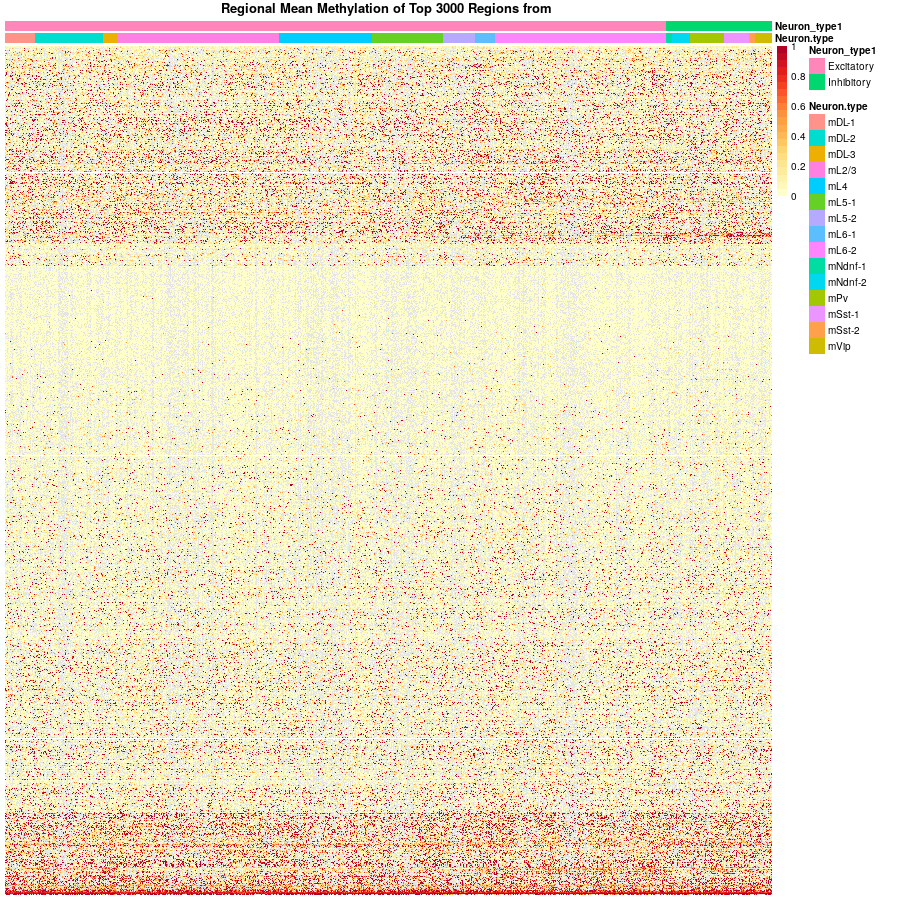 Regional Mean Methylation of Top 3000 Regions from
Neuron_type1
Neuron.type
1
0.8
0.6
0.4
0.2
0
Neuron_type1
Excitatory
Inhibitory
Neuron.type
mDL-1
mDL-2
mDL-3
mL2/3
mL4
mL5-1
mL5-2
mL6-1
mL6-2
mNdnf-1
mNdnf-2
mPv
mSst-1
mSst-2
mVip